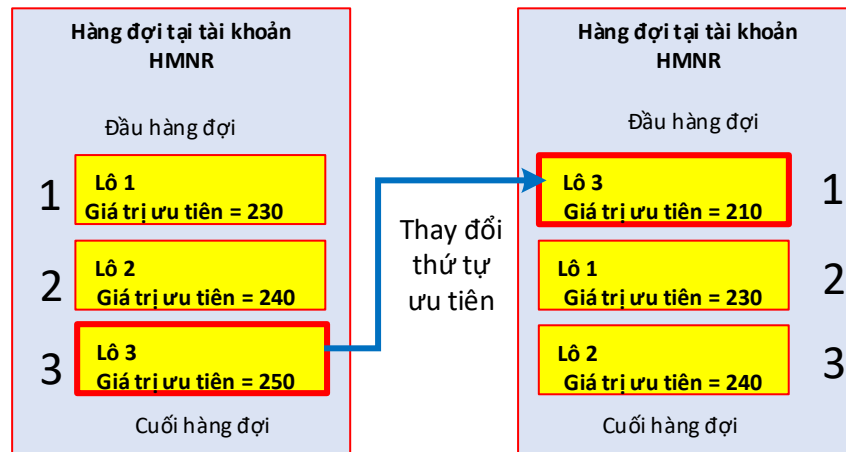 Hàng đợi tại tài khoản
HMNR
Đầu hàng đợi
1
Lô 1
Giá trị ưu tiên = 230
2
Lô 2
Giá trị ưu tiên = 240
3
Lô 3
Giá trị ưu tiên = 250
Cuối hàng đợi
Thay đổi
thứ tự
ưu tiên
Hàng đợi tại tài khoản
HMNR
Đầu hàng đợi
Lô 3
Giá trị ưu tiên = 210
1
Lô 1
Giá trị ưu tiên = 230
2
Lô 2
Giá trị ưu tiên = 240
3
Cuối hàng đợi